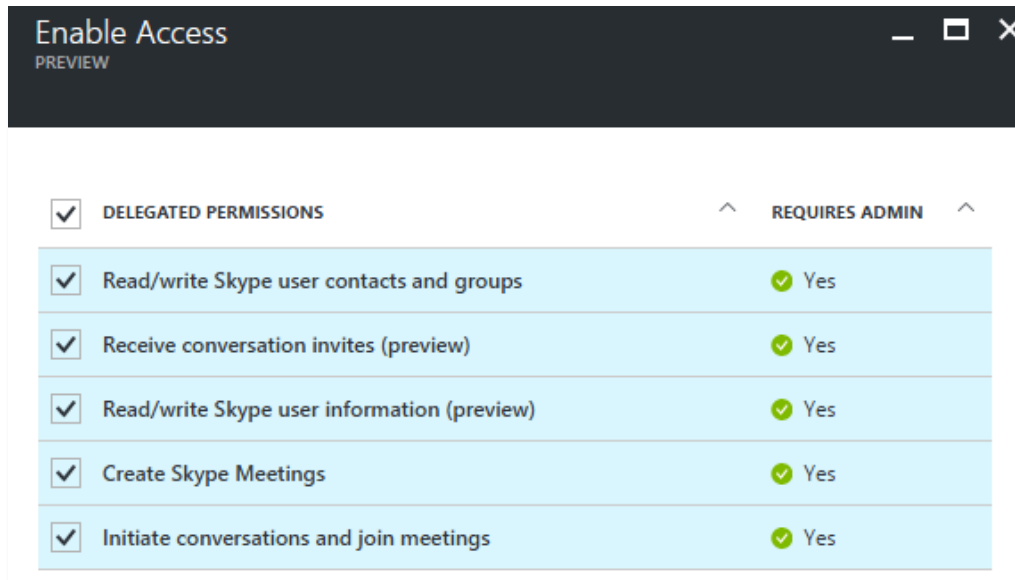 Enable Access
PREVIEW
DELEGATED PERMISSIONS REQUIRES ADMIN
Read/write Skype user contacts and groups Yes
Receive conversation invites (preview) Yes
Read/write Skype user information (preview) Yes
Create Skype Meetings Yes
Initiate conversations and join meetings Yes